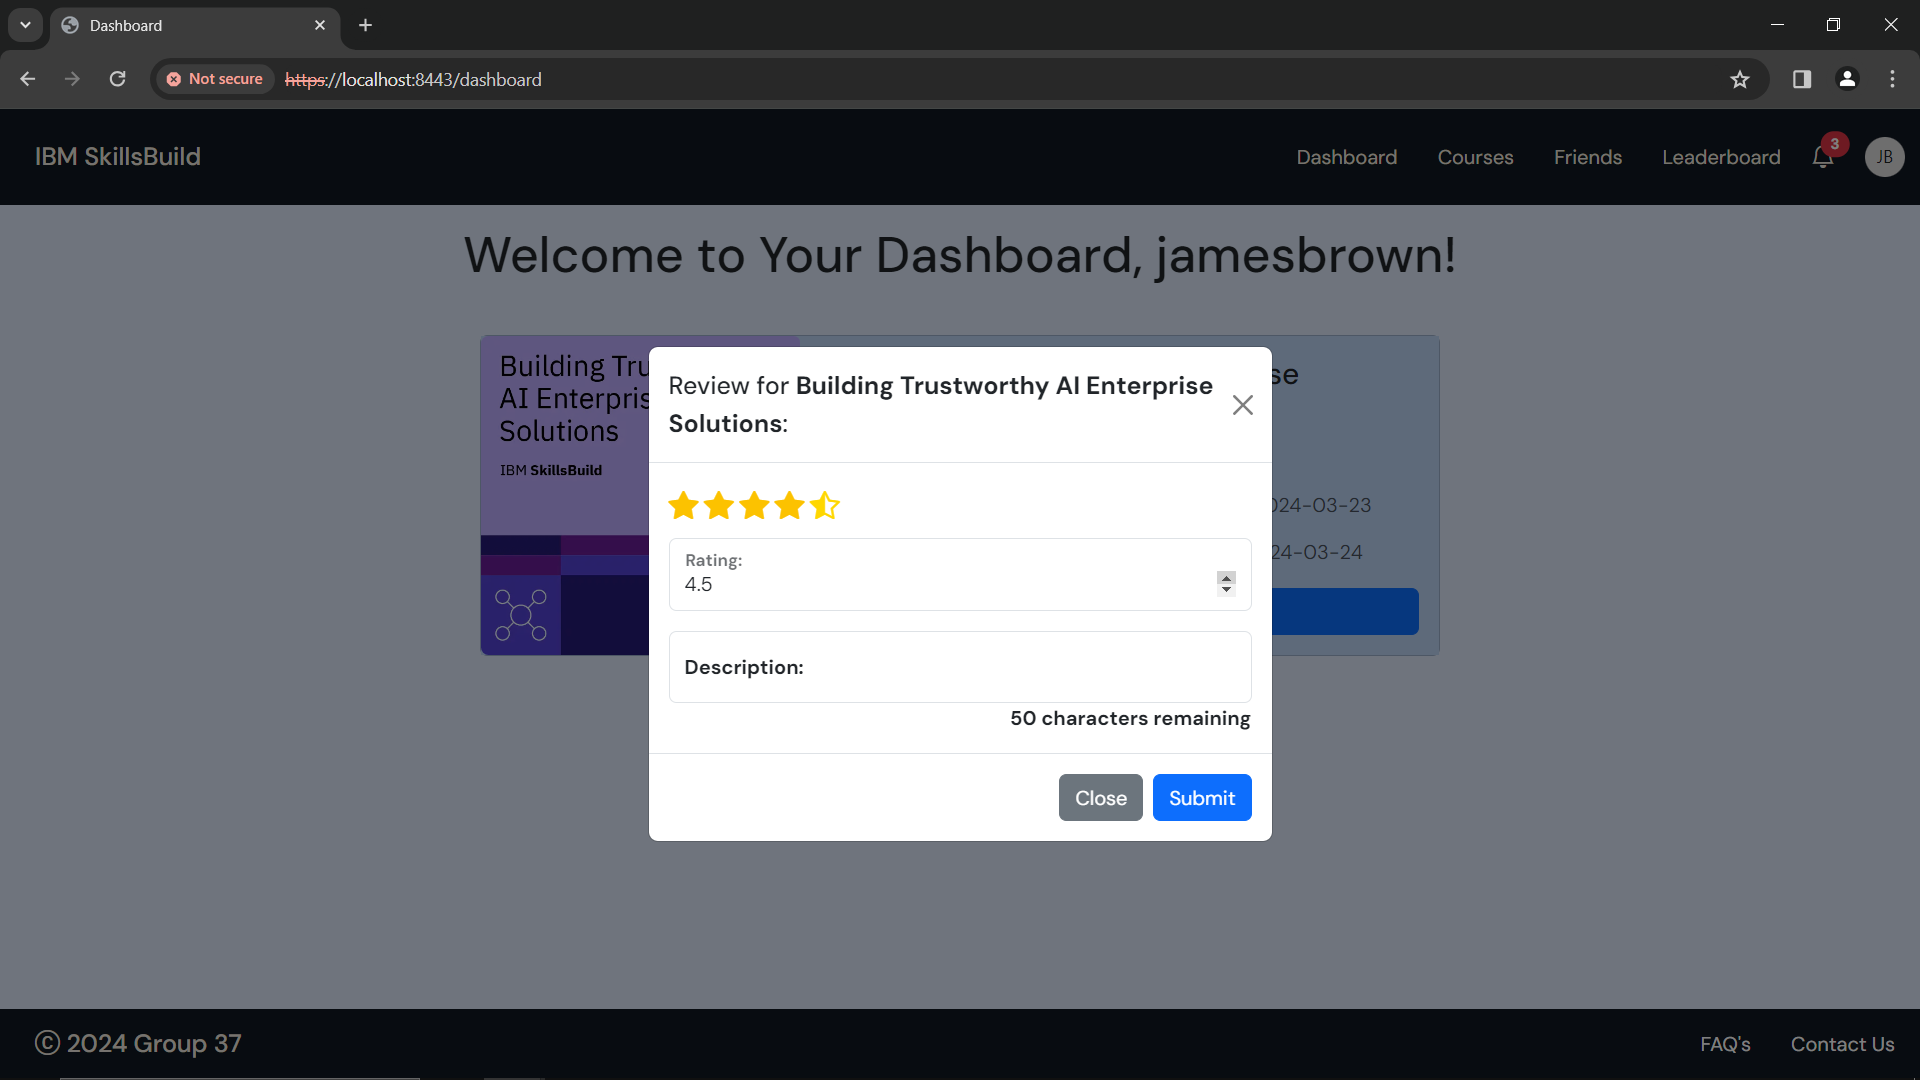 Dashboard
Not secure
https://localhost:8443/dashboard
IBM SkillsBuild
Dashboard
Courses
Friends
Leaderboard
3
JB
Welcome to Your Dashboard, jamesbrown!
Building Tru
AI Enterpris
Solutions
IBM SkillsBuild
se
024-03-23
24-03-24
Review for Building Trustworthy AI Enterprise
Solutions:
Rating:
4.5
Description:
50 characters remaining
Close
Submit
© 2024 Group 37
FAQ's
Contact Us